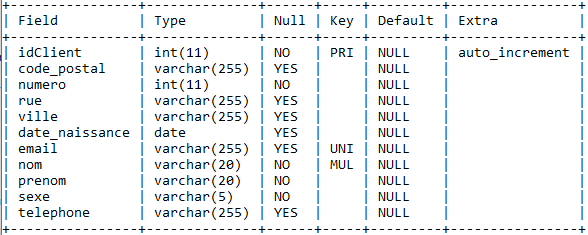 +----------------+--------------+------+-----+---------+----------------+
| Field          | Type         | Null | Key | Default | Extra          |
+----------------+--------------+------+-----+---------+----------------+
| idClient       | int(11)      | NO   | PRI | NULL    | auto_increment |
| code_postal    | varchar(255) | YES  |     | NULL    |                |
| numero         | int(11)      | NO   |     | NULL    |                |
| rue            | varchar(255) | YES  |     | NULL    |                |
| ville          | varchar(255) | YES  |     | NULL    |                |
| date_naissance | date         | YES  |     | NULL    |                |
| email          | varchar(255) | YES  | UNI | NULL    |                |
| nom            | varchar(20)  | NO   | MUL | NULL    |                |
| prenom         | varchar(20)  | NO   |     | NULL    |                |
| sexe           | varchar(5)   | NO   |     | NULL    |                |
| telephone      | varchar(255) | YES  |     | NULL    |                |
+----------------+--------------+------+-----+---------+----------------+